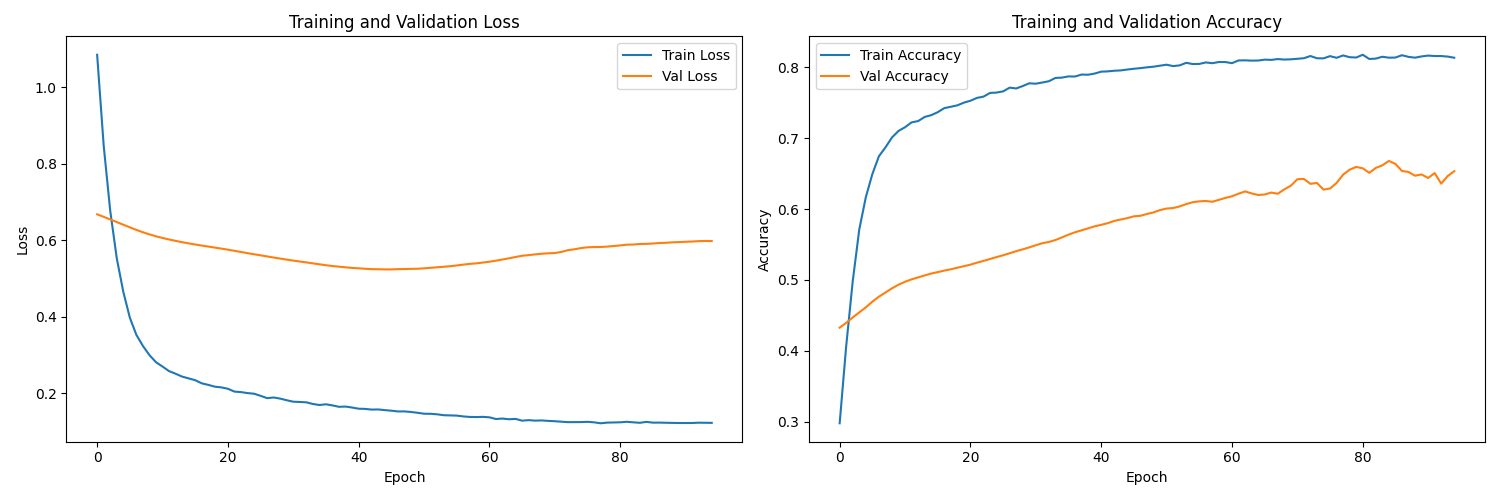 Training and Validation Loss
Train Loss
Val Loss
1.0
0.8
0.6
0.4
0.2
Loss
0 20 40 60 80
Epoch
Training and Validation Accuracy
Train Accuracy
Val Accuracy
0.8
0.7
0.6
0.5
0.4
0.3
Accuracy
0 20 40 60 80
Epoch